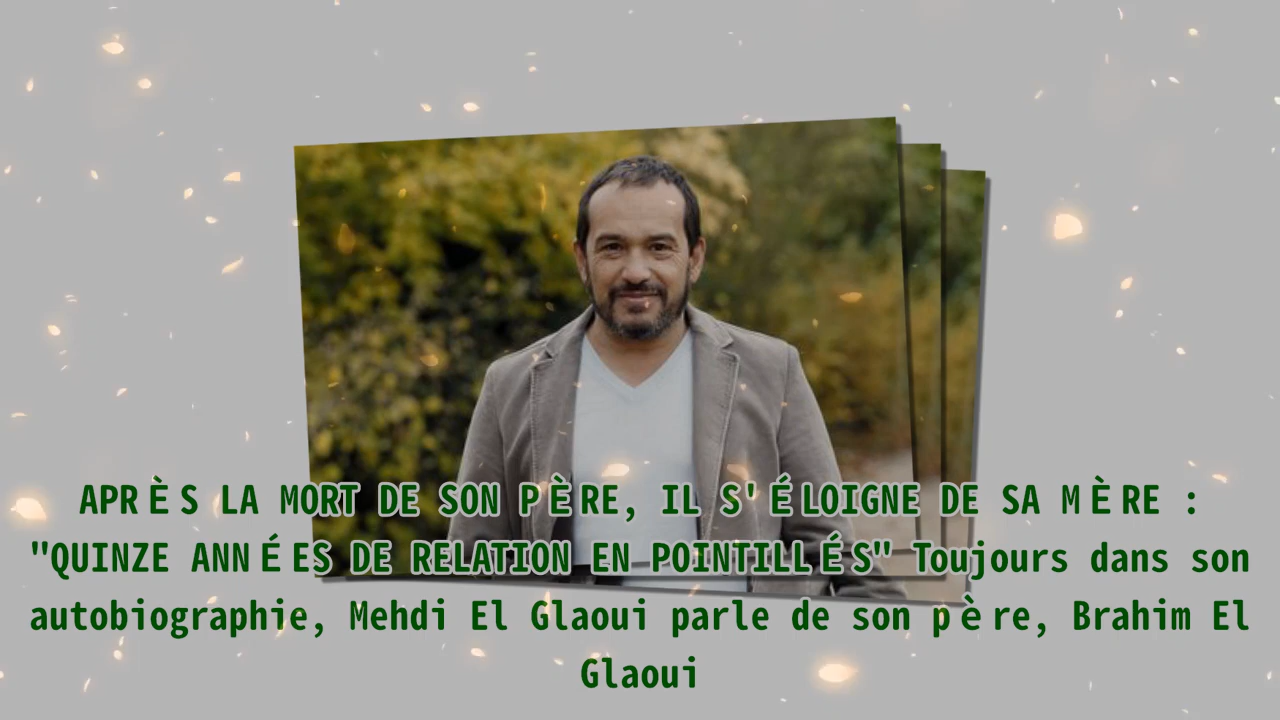 APRÈS LA MORT DE SON PÈRE, IL S'ÉLOIGNE DE SA MÈRE :
"QUINZE ANNÉES DE RELATION EN POINTILLÉS" Toujours dans son
autobiographie, Mehdi El Glaoui parle de son père, Brahim El
Glaoui